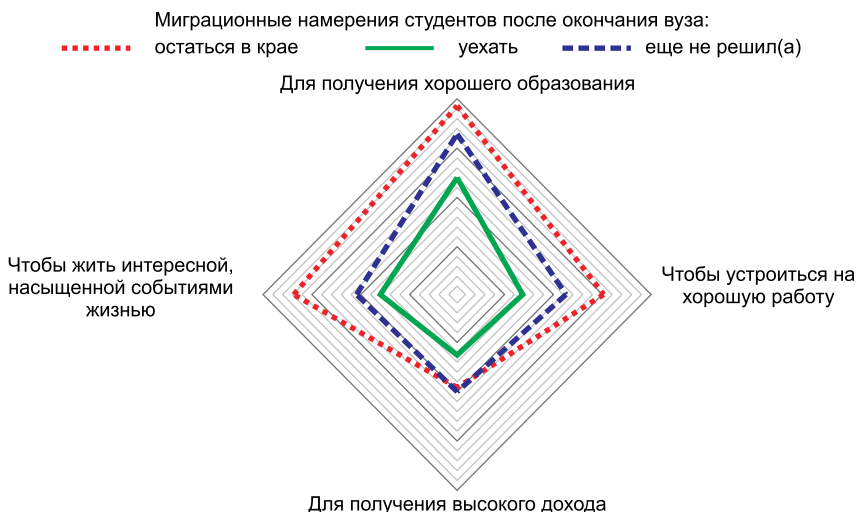 Миграционные намерения студентов после окончания вуза:
остаться в крае уехать еще не решил(а)
Для получения хорошего образования
Чтобы жить интересной,
насыщенной событиями
жизнью
Чтобы устроиться на
хорошую работу
Для получения высокого дохода